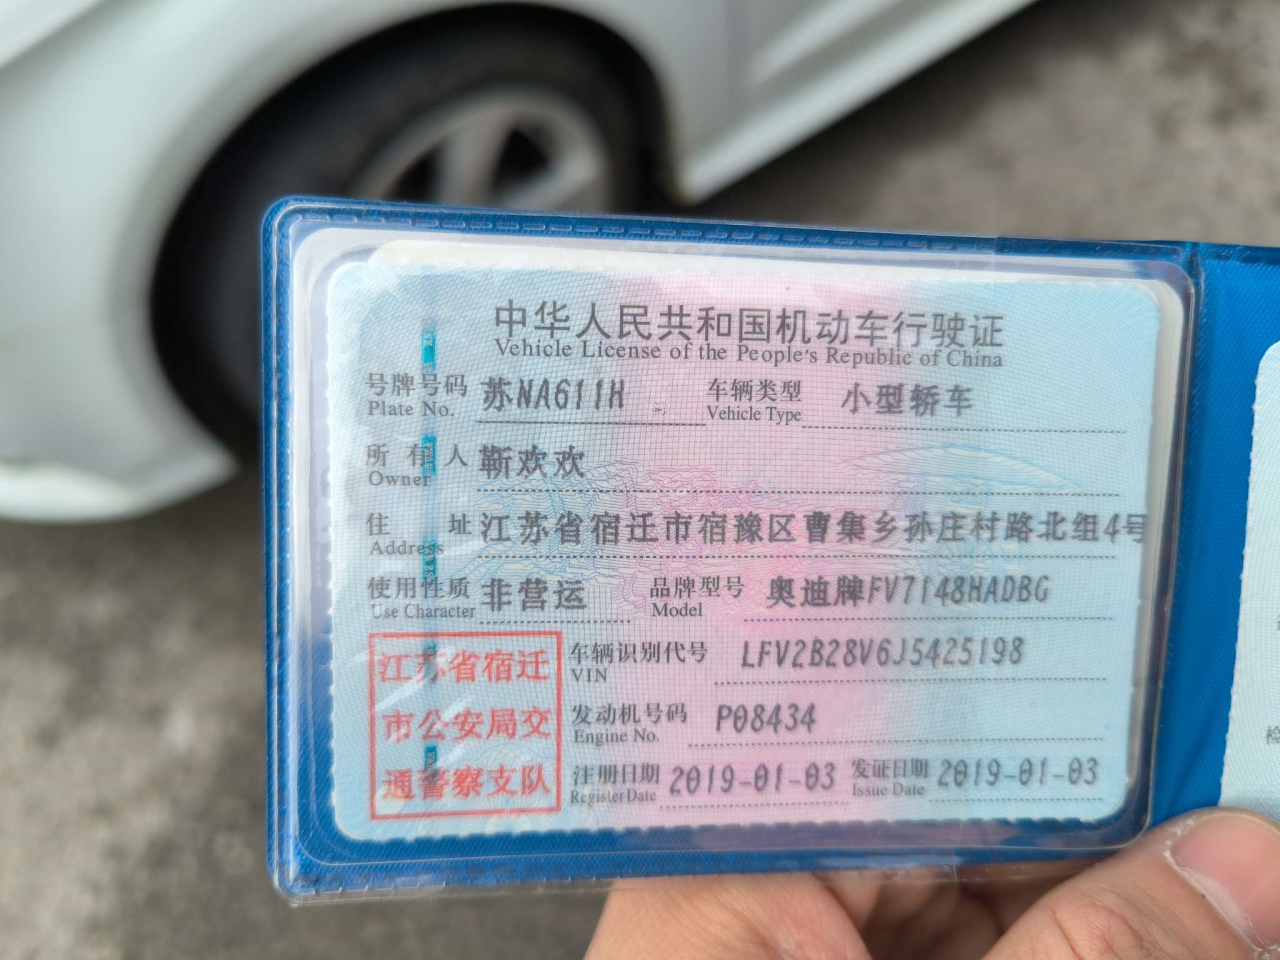 中华人民共和国机动车行驶证
Vehicle License of the People's Republic of China
号牌号码 苏NA611H 车辆类型 小型轿车
Plate No. Vehicle Type
所有人 靳欢欢
Owner
住址 江苏省宿迁市宿豫区曹集乡孙庄村路北组4号
Address
使用性质 非营运 品牌型号 奥迪牌FV7148HADBG
Use Character Model
江苏省宿迁
市公安局交
通警察支队
车辆识别代号 LFV2B28V6J5425198
VIN
发动机号码 P08434
Engine No.
注册日期 2019-01-03 发证日期 2019-01-03
Register Date Issue Date
检